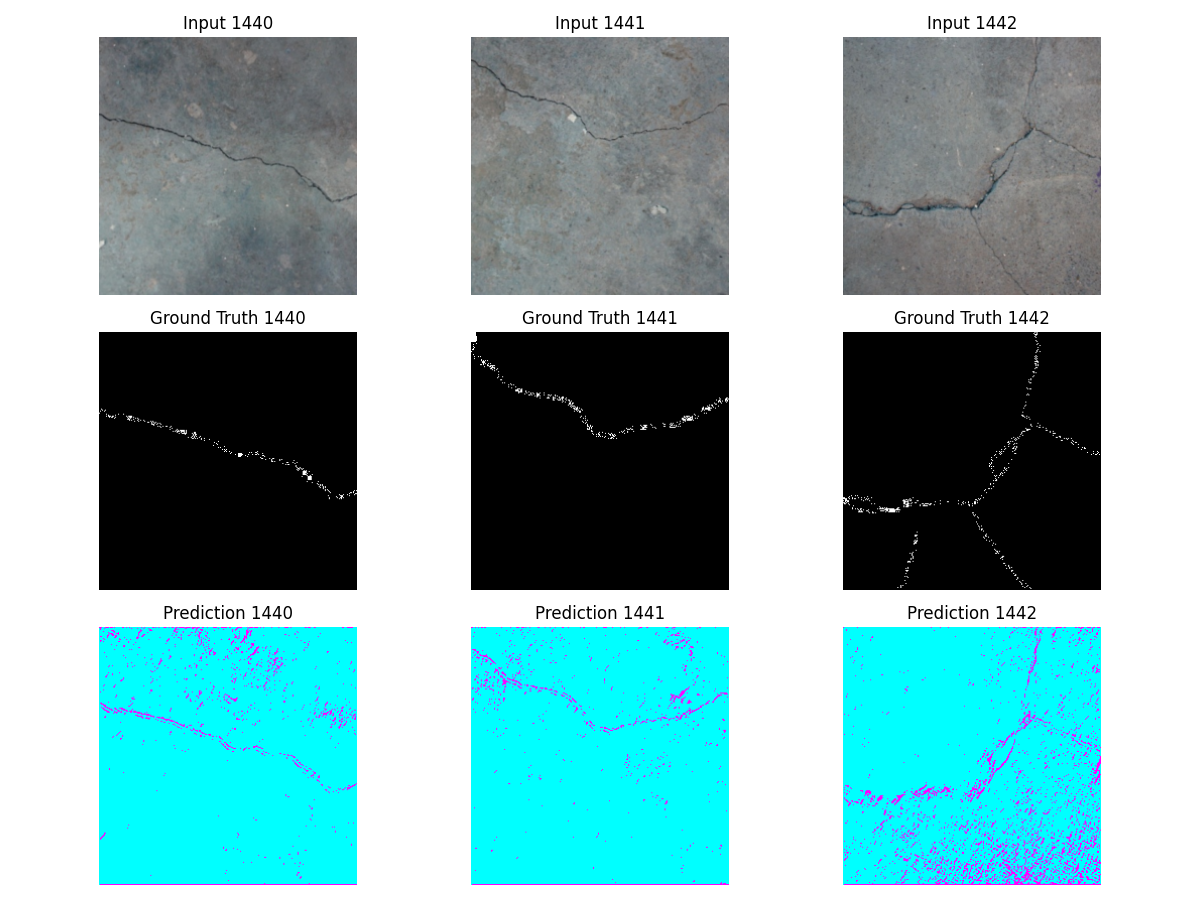 Input 1440
Input 1441
Input 1442
Ground Truth 1440
Ground Truth 1441
Ground Truth 1442
Prediction 1440
Prediction 1441
Prediction 1442